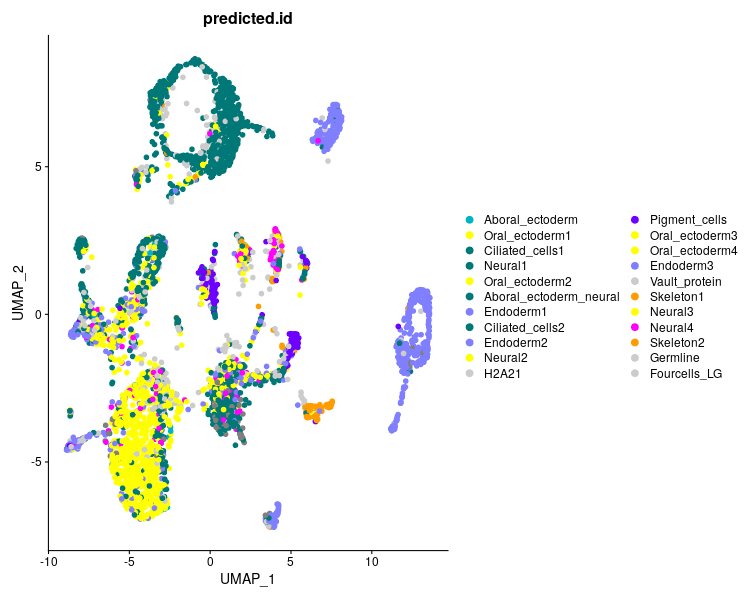 predicted.id
UMAP_2
5
0
-5
-10
-5
0
5
10
UMAP_1
Aboral_ectoderm
Oral_ectoderm1
Ciliated_cells1
Neural1
Oral_ectoderm2
Aboral_ectoderm_neural
Endoderm1
Ciliated_cells2
Endoderm2
Neural2
H2A21
Pigment_cells
Oral_ectoderm3
Oral_ectoderm4
Endoderm3
Vault_protein
Skeleton1
Neural3
Neural4
Skeleton2
Germline
Fourcells_LG